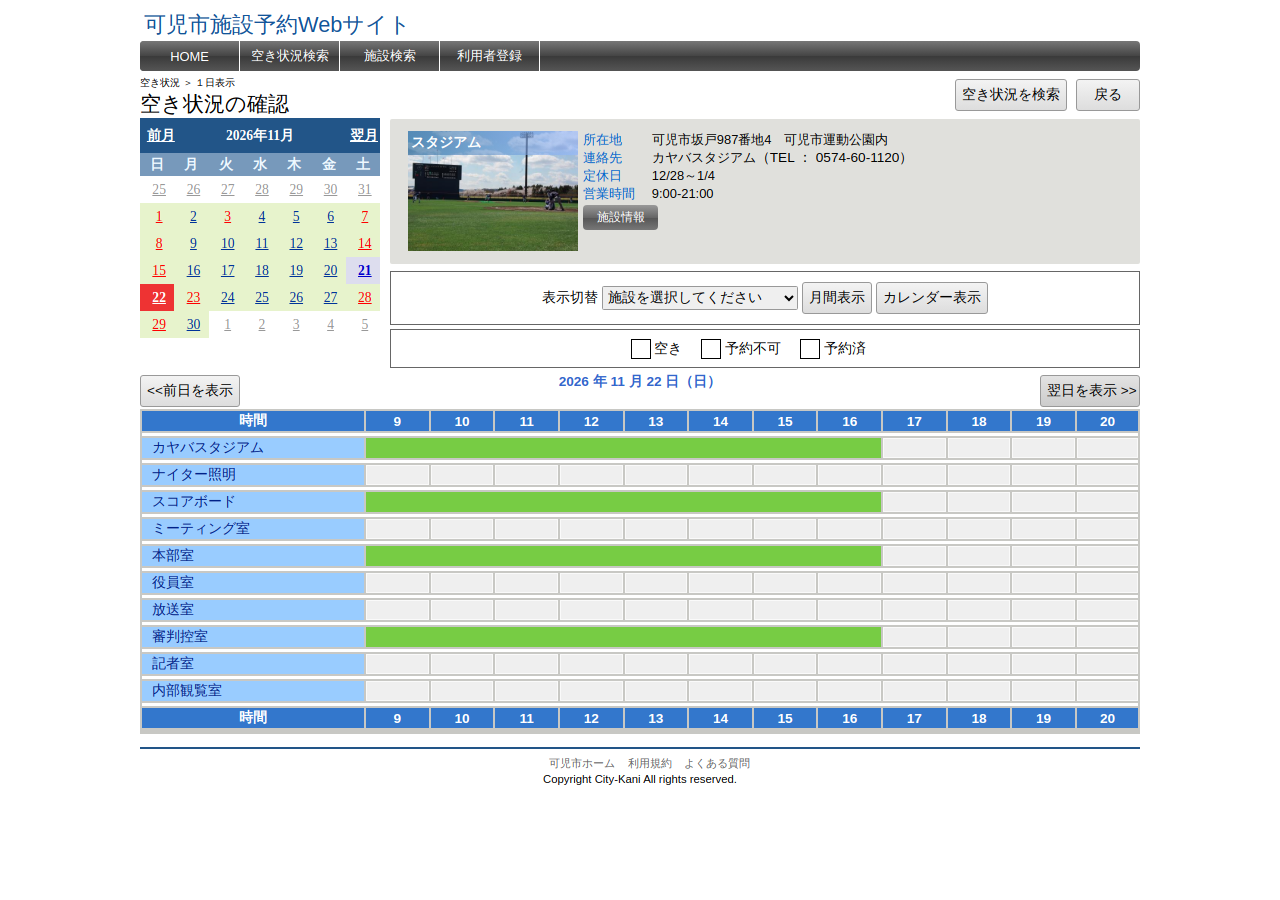 可児市施設予約Webサイト
HOME 空き状況検索 施設検索 利用者登録
空き状況 ＞ １日表示
空き状況の確認
空き状況を検索 戻る
前月 2026年11月 翌月
日 月 火 水 木 金 土
25 26 27 28 29 30 31
1 2 3 4 5 6 7
8 9 10 11 12 13 14
15 16 17 18 19 20 21
22 23 24 25 26 27 28
29 30 1 2 3 4 5
スタジアム
所在地 可児市坂戸987番地4　可児市運動公園内
連絡先 カヤバスタジアム（TEL ： 0574-60-1120）
定休日 12/28～1/4
営業時間 9:00-21:00
施設情報
表示切替 施設を選択してください 月間表示 カレンダー表示
空き 予約不可 予約済
<<前日を表示 2026 年 11 月 22 日（日） 翌日を表示 >>
時間 9 10 11 12 13 14 15 16 17 18 19 20
カヤバスタジアム
ナイター照明
スコアボード
ミーティング室
本部室
役員室
放送室
審判控室
記者室
内部観覧室
時間 9 10 11 12 13 14 15 16 17 18 19 20
可児市ホーム 利用規約 よくある質問
Copyright City-Kani All rights reserved.